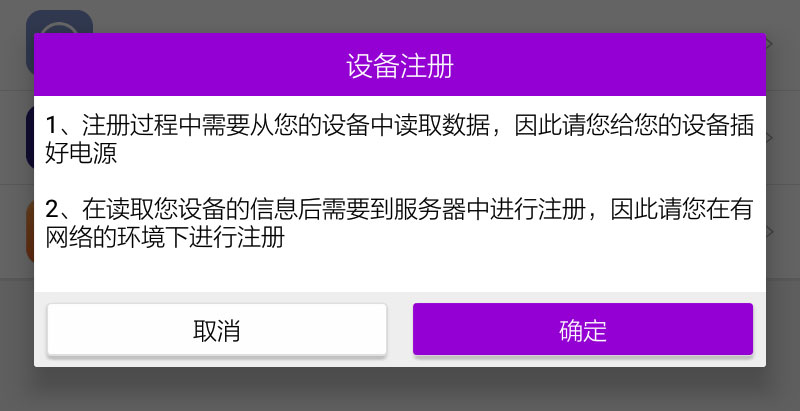 设备注册
1、注册过程中需要从您的设备中读取数据，因此请您给您的设备插
好电源
2、在读取您设备的信息后需要到服务器中进行注册，因此请您在有
网络的环境下进行注册
取消
确定